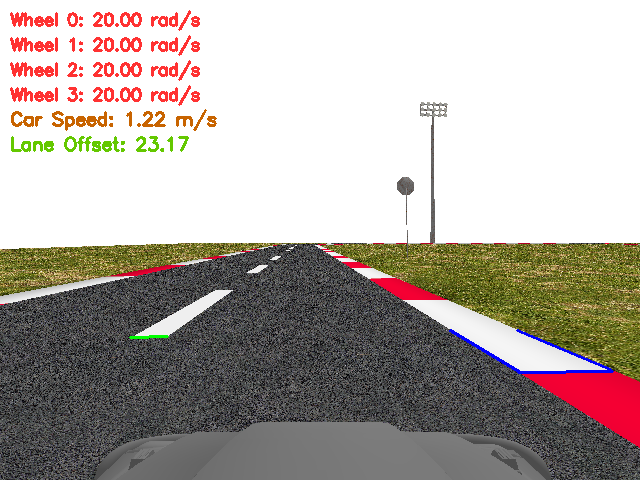 Wheel 0: 20.00 rad/s
Wheel 1: 20.00 rad/s
Wheel 2: 20.00 rad/s
Wheel 3: 20.00 rad/s
Car Speed: 1.22 m/s
Lane Offset: 23.17